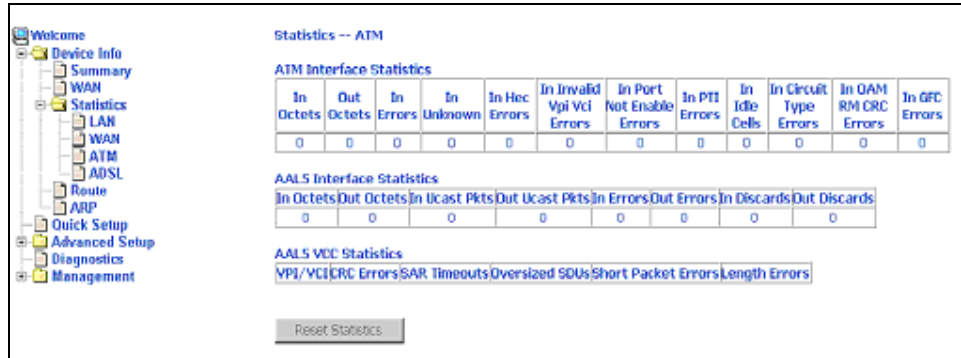 Welcome
Device Info
Summary
WAN
Statistics
LAN
WAN
ATM
ADSL
Route
ARP
Quick Setup
Advanced Setup
Diagnostics
Management
Statistics -- ATM
ATM Interface Statistics
In Octets Out Octets In Errors In Unknown In Hec Errors In Invalid Vpi Vci Errors In Port Not Enable Errors In PTI Errors In Idle Cells In Circuit Type Errors In OAM RM CRC Errors In GFC Errors
0 0 0 0 0 0 0 0 0 0 0 0
AAL5 Interface Statistics
In Octets Out Octets In Ucast Pkts Out Ucast Pkts In Errors Out Errors In Discards Out Discards
0 0 0 0 0 0 0 0
AAL5 VCC Statistics
VPI/VCI CRC Errors SAR Timeouts Oversized SDUs Short Packet Errors Length Errors
Reset Statistics